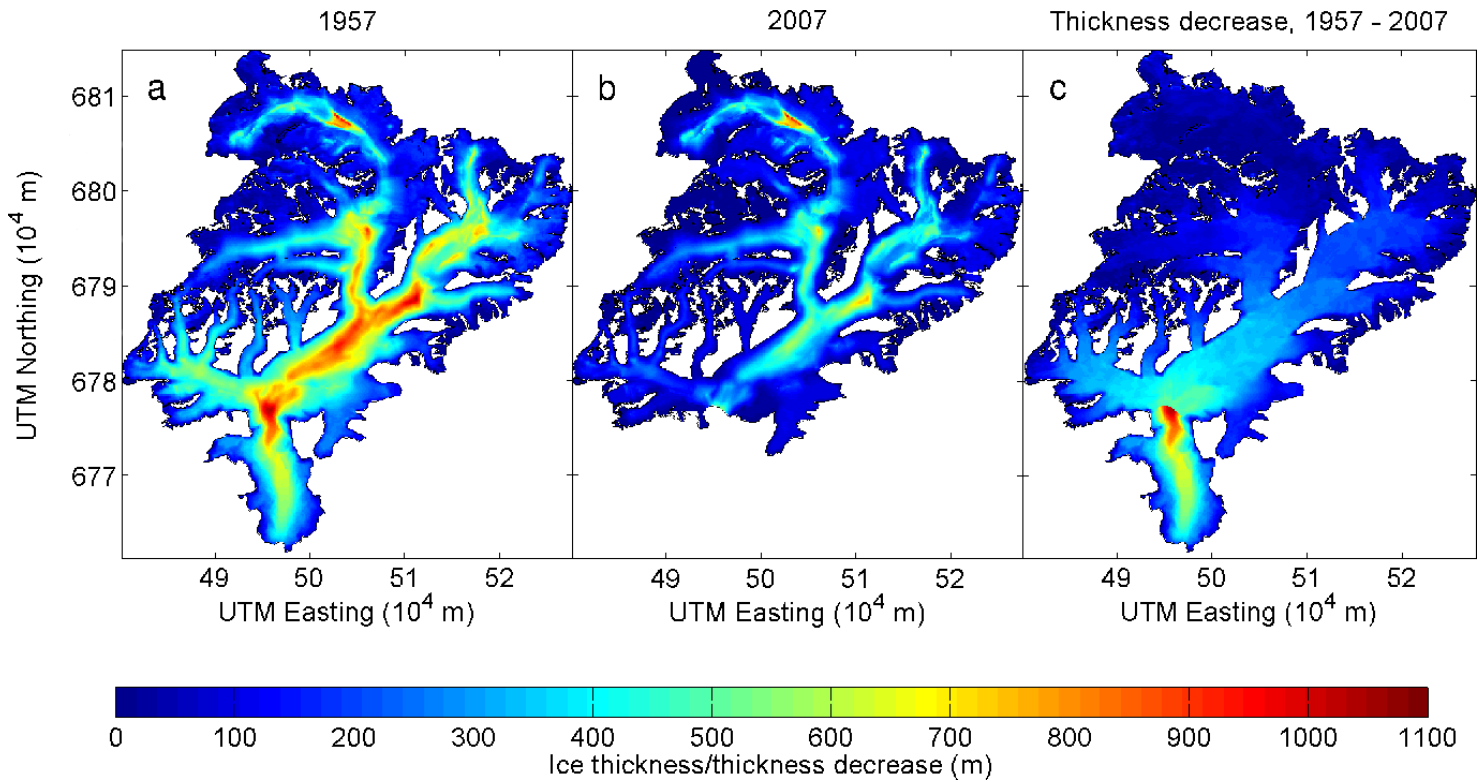 1957
2007
Thickness decrease, 1957 - 2007
a
b
c
681
680
679
678
677
UTM Northing (10⁴ m)
49 50 51 52
49 50 51 52
49 50 51 52
UTM Easting (10⁴ m)
UTM Easting (10⁴ m)
UTM Easting (10⁴ m)
0 100 200 300 400 500 600 700 800 900 1000 1100
Ice thickness/thickness decrease (m)